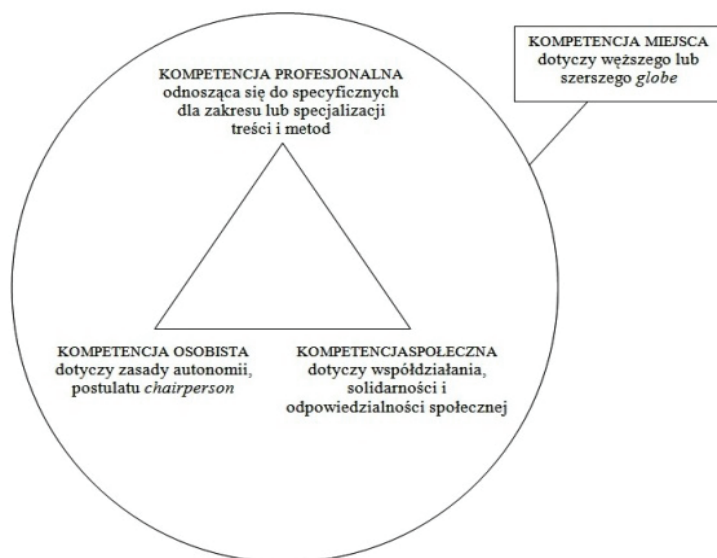 KOMPETENCJA MIEJSCA
dotyczy węższego lub
szerszego globe
KOMPETENCJA PROFESJONALNA
odnosząca się do specyficznych
dla zakresu lub specjalizacji
treści i metod
KOMPETENCJA OSOBISTA
dotyczy zasady autonomii,
postulatu chairperson
KOMPETENCJASPOŁECZNA
dotyczy współdziałania,
solidarności i
odpowiedzialności społecznej